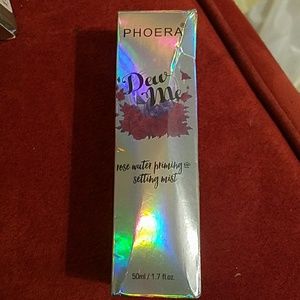 PHOERA®
Dew
Me
rose water priming &
setting mist
50ml / 1.7 fl oz.